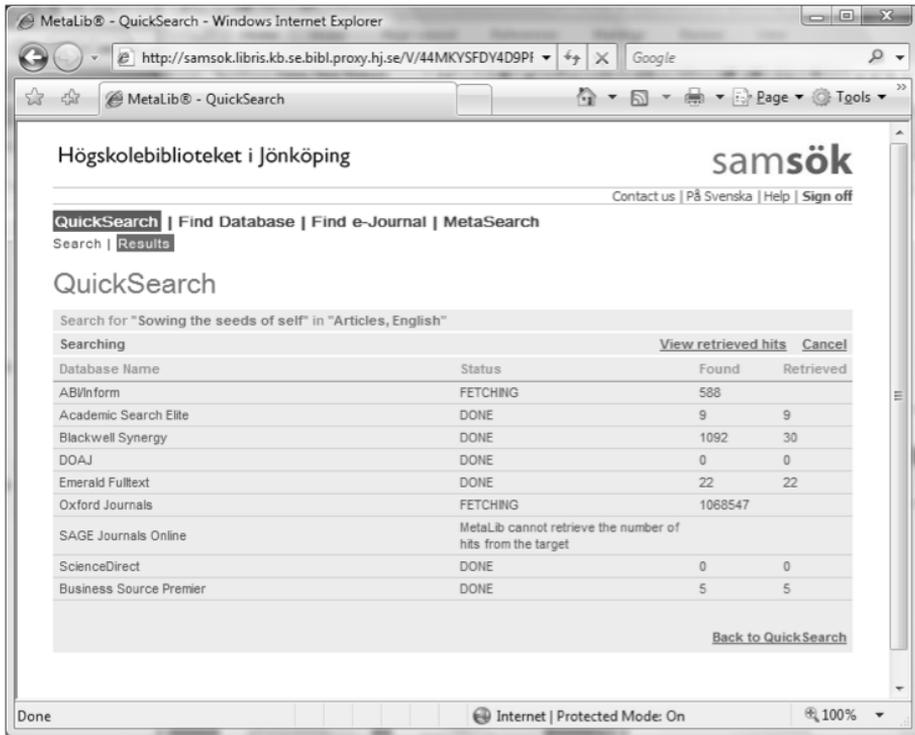 MetaLib® - QuickSearch - Windows Internet Explorer
http://samsok.libris.kb.se.bibl.proxy.hj.se/V/44MKYSFDY4D9PI
Google
MetaLib® - QuickSearch
Page
Tools
Högskolebiblioteket i Jönköping
samsök
Contact us | På Svenska | Help | Sign off
QuickSearch | Find Database | Find e-Journal | MetaSearch
Search | Results
QuickSearch
Search for "Sowing the seeds of self" in "Articles, English"
Searching View retrieved hits Cancel
Database Name Status Found Retrieved
ABI/Inform FETCHING 588
Academic Search Elite DONE 9 9
Blackwell Synergy DONE 1092 30
DOAJ DONE 0 0
Emerald Fulltext DONE 22 22
Oxford Journals FETCHING 1068547
SAGE Journals Online MetaLib cannot retrieve the number of
hits from the target
ScienceDirect DONE 0 0
Business Source Premier DONE 5 5
Back to QuickSearch
Done Internet | Protected Mode: On 100%